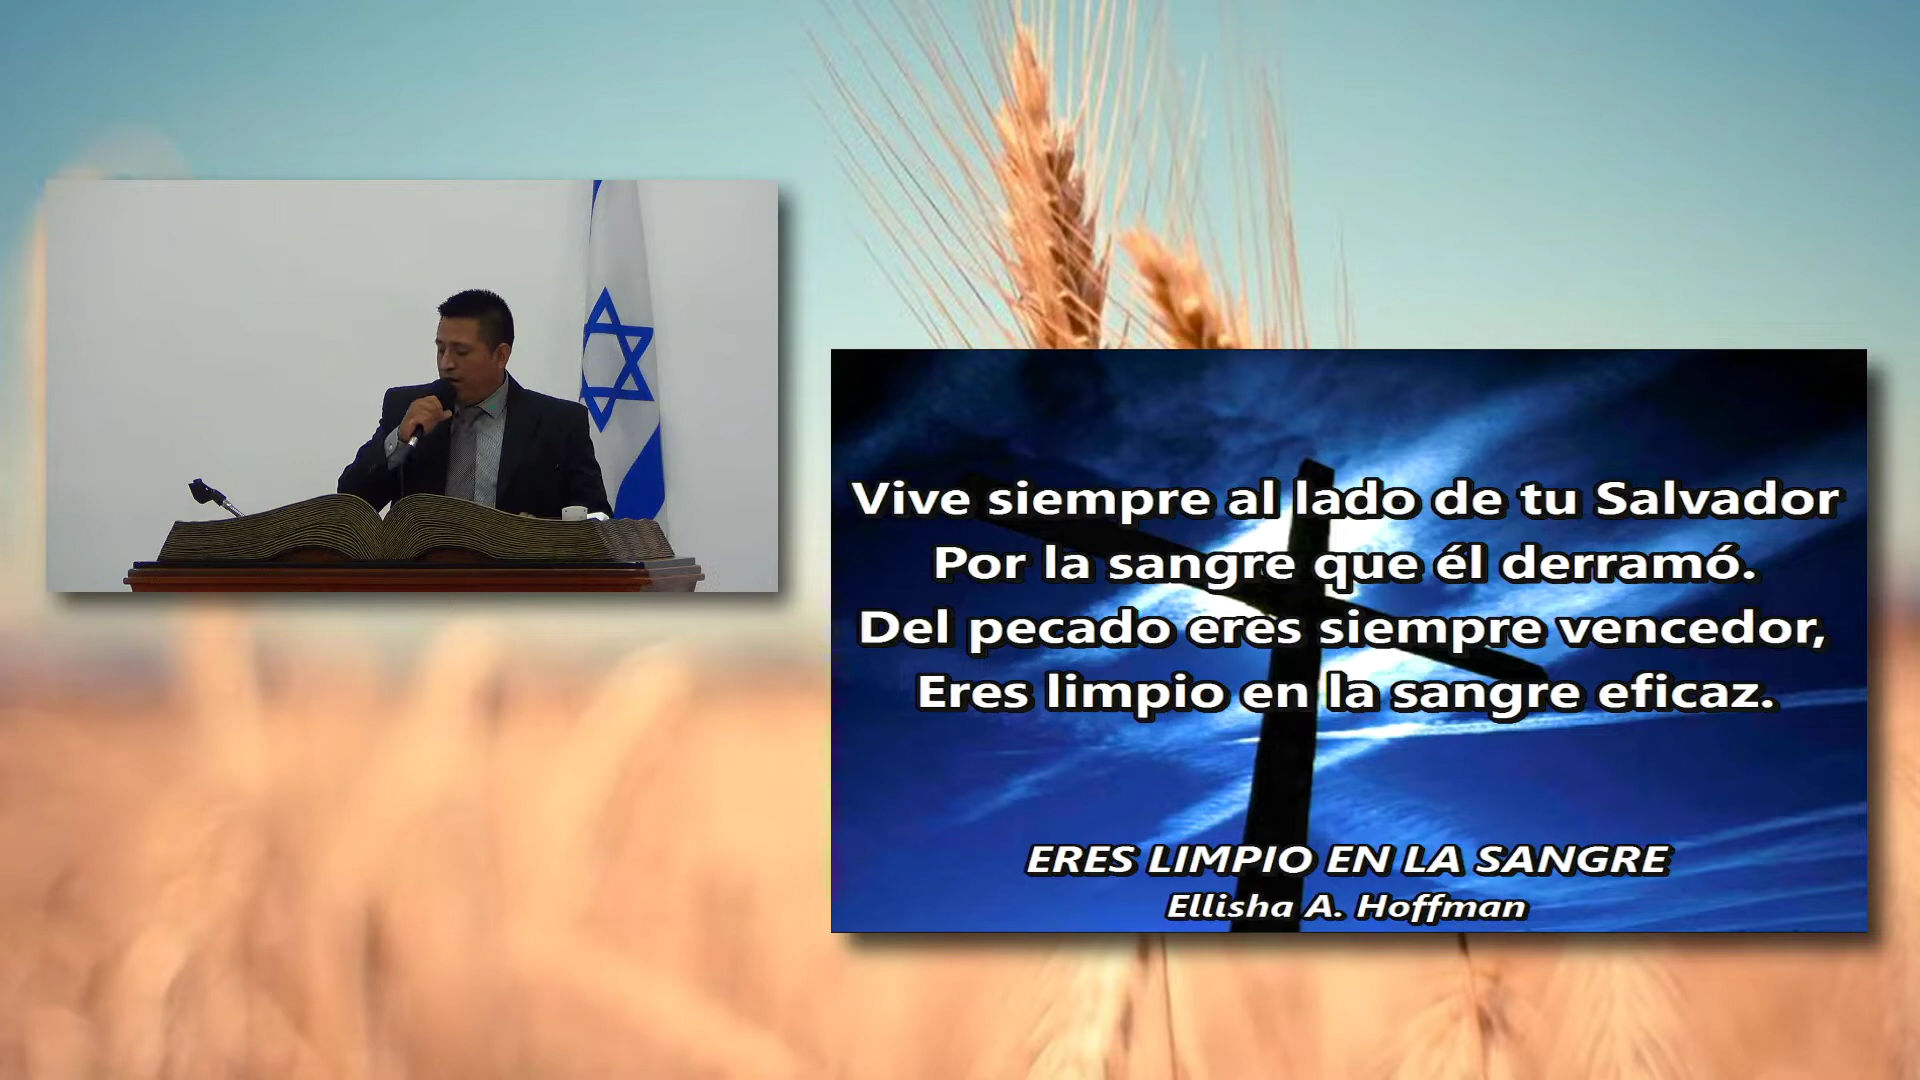 Vive siempre al lado de tu Salvador
Por la sangre que él derramó.
Del pecado eres siempre vencedor,
Eres limpio en la sangre eficaz.
ERES LIMPIO EN LA SANGRE
Ellisha A. Hoffman